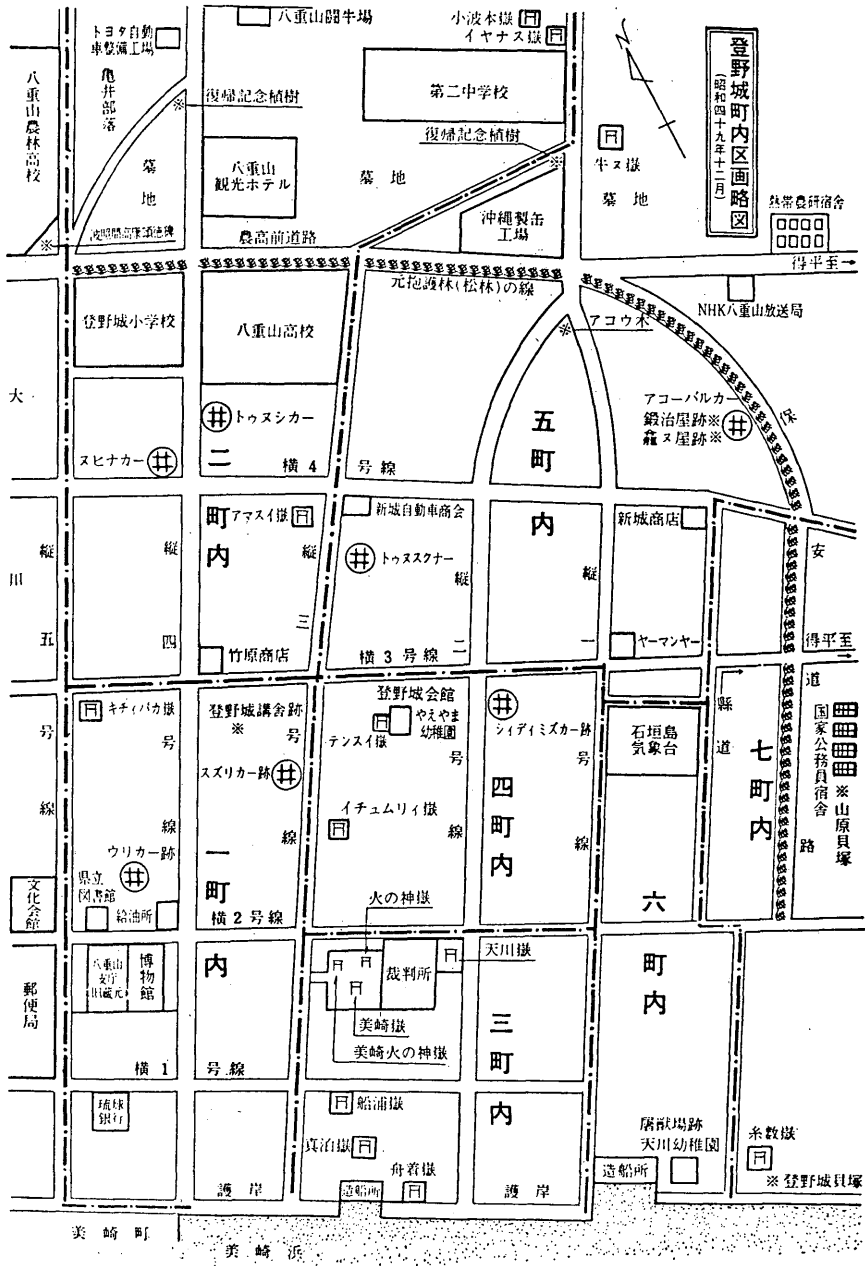 登野城町内区画略図
(昭和四十九年十二月)
N
トヨタ自動
車整備工場
八重山闘牛場
小波本嶽
イヤナス嶽
八重山農林高校
亀井部落
復帰記念植樹
※
第二中学校
復帰記念植樹
※
牛ヌ嶽
墓地
八重山
観光ホテル
墓地
沖縄製缶
工場
墓地
熱帯農研宿舎
※
農高前道路
得平至→
元抱護林(松林)の線
NHK八重山放送局
登野城小学校
八重山高校
※アコウ木
大川
トゥヌシカー
ヌヒナカー
アコーバルカー
鍛冶屋跡※
ヌ屋跡※
五町内
二町内
横4号線
アマスイ嶽
新城自動車商会
新城商店
トゥヌスクナー
縦五号線
縦四号線
縦三号線
縦二号線
縦一号線
保安道路
竹原商店
横3号線
ヤーマンヤー
得平至
→
キチィパカ嶽
登野城講舎跡
※
登野城会館
やえやま
幼稚園
テンスイ嶽
シィディミズカー跡
石垣島
気象台
縣道
七町内
国家公務員宿舎
※山原貝塚
スズリカー跡
イチュムリィ嶽
四町内
一町内
ウリカー跡
県立
図書館
給油所
文化会館
横2号線
火の神嶽
天川嶽
六町内
八重山
支庁
旧蔵元
博物館
裁判所
郵便局
美崎嶽
美崎火の神嶽
三町内
横1号線
琉球
銀行
船浦嶽
真泊嶽
舟着嶽
屠獣場跡
天川幼稚園
糸数嶽
※登野城貝塚
護岸
造船所
護岸
造船所
美崎町
美崎浜